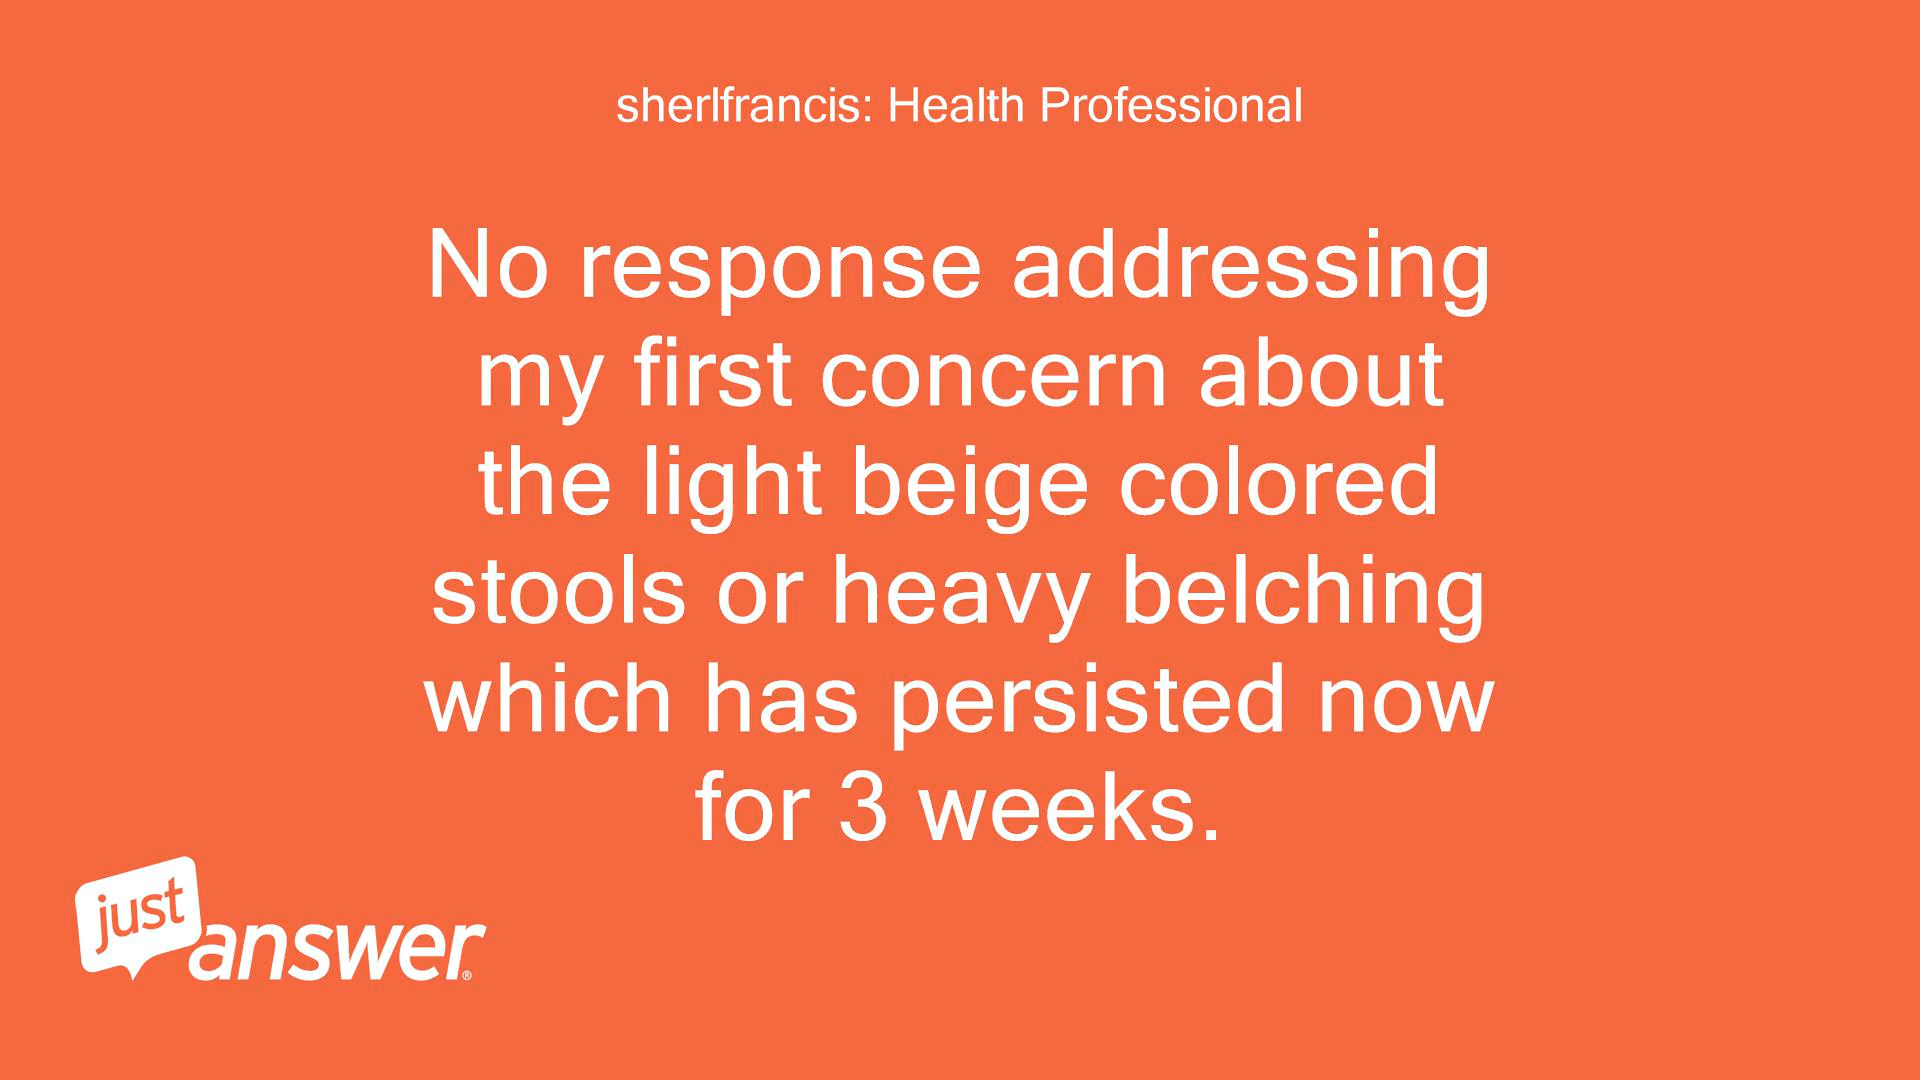 sherlfrancis: Health Professional
No response addressing
my first concern about
the light beige colored
stools or heavy belching
which has persisted now
for 3 weeks.
just
answer®